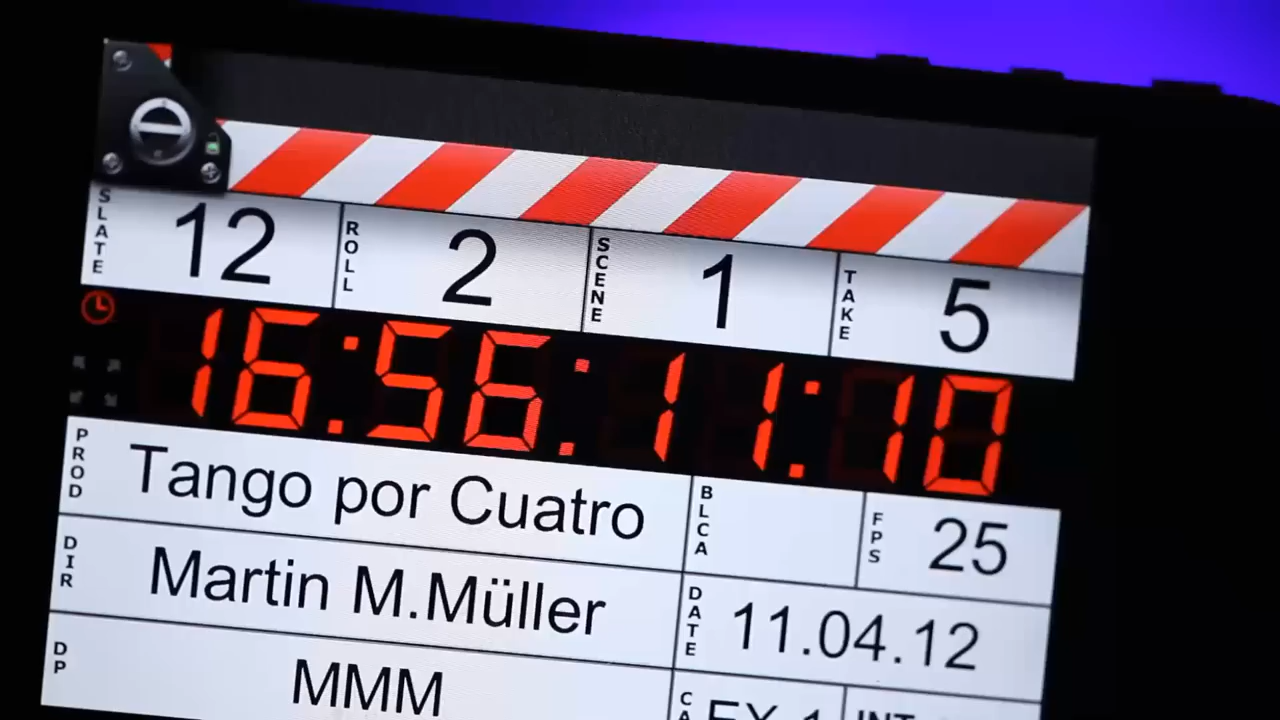 SLATE 12 ROLL 2 SCENE 1 TAKE 5
16:56:11:10
PROD Tango por Cuatro BLCA FPS 25
DIR Martin M.Müller DATE 11.04.12
DP MMM